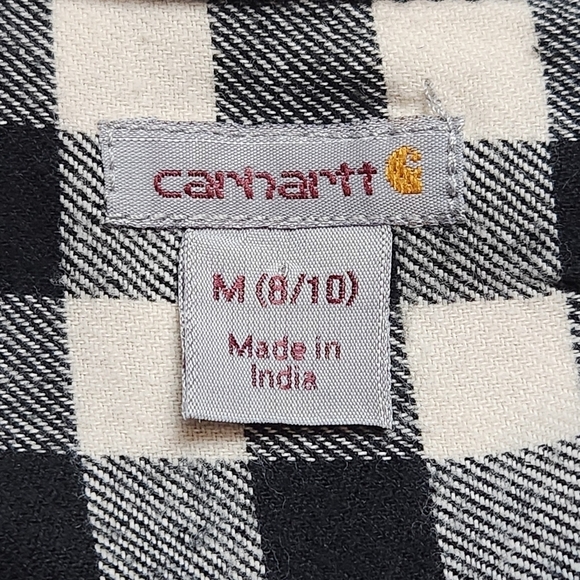 carhartt
M (8/10)
Made in
India